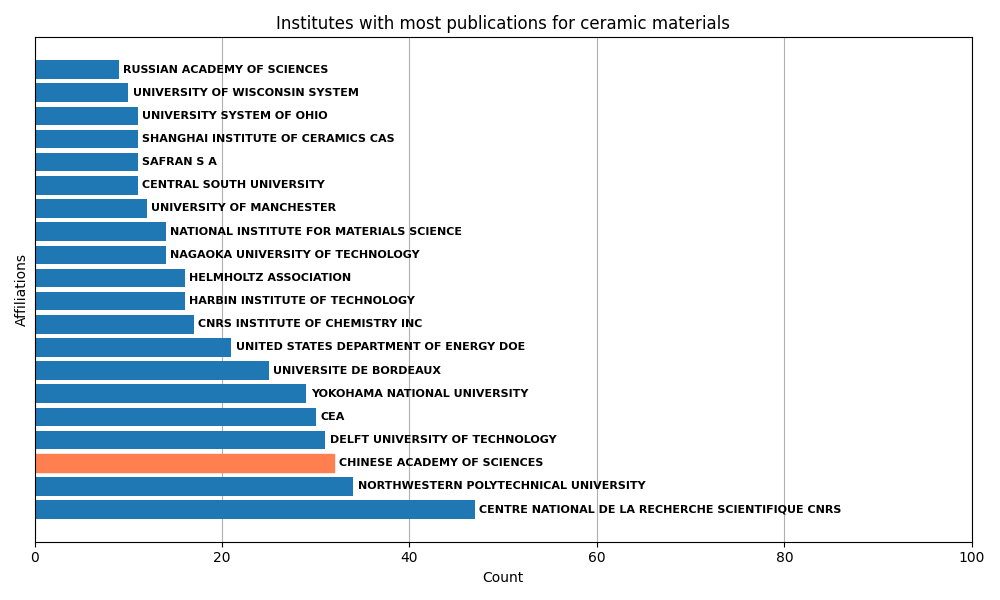 Institutes with most publications for ceramic materials
RUSSIAN ACADEMY OF SCIENCES
UNIVERSITY OF WISCONSIN SYSTEM
UNIVERSITY SYSTEM OF OHIO
SHANGHAI INSTITUTE OF CERAMICS CAS
SAFRAN S A
CENTRAL SOUTH UNIVERSITY
UNIVERSITY OF MANCHESTER
NATIONAL INSTITUTE FOR MATERIALS SCIENCE
NAGAOKA UNIVERSITY OF TECHNOLOGY
HELMHOLTZ ASSOCIATION
HARBIN INSTITUTE OF TECHNOLOGY
CNRS INSTITUTE OF CHEMISTRY INC
UNITED STATES DEPARTMENT OF ENERGY DOE
UNIVERSITE DE BORDEAUX
YOKOHAMA NATIONAL UNIVERSITY
CEA
DELFT UNIVERSITY OF TECHNOLOGY
CHINESE ACADEMY OF SCIENCES
NORTHWESTERN POLYTECHNICAL UNIVERSITY
CENTRE NATIONAL DE LA RECHERCHE SCIENTIFIQUE CNRS
Affiliations
0 20 40 60 80 100
Count